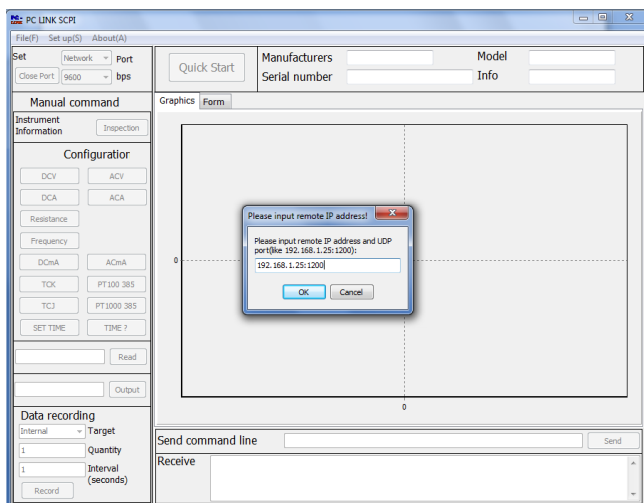 PC LINK SCPI
File(F) Set up(S) About(A)
Set Network Port
Close Port 9600 bps
Quick Start
Manufacturers Model
Serial number Info
Manual command
Instrument
Information
Inspection
Configuratior
DCV ACV
DCA ACA
Resistance
Frequency
DCmA ACmA
TCK PT100 385
TCJ PT1000 385
SET TIME TIME ?
Read
Output
Data recording
Internal Target
1 Quantity
1 Interval
(seconds)
Record
Graphics Form
0
0
Please input remote IP address!
Please input remote IP address and UDP
port(like 192.168.1.25:1200):
192.168.1.25:1200
OK Cancel
Send command line Send
Receive